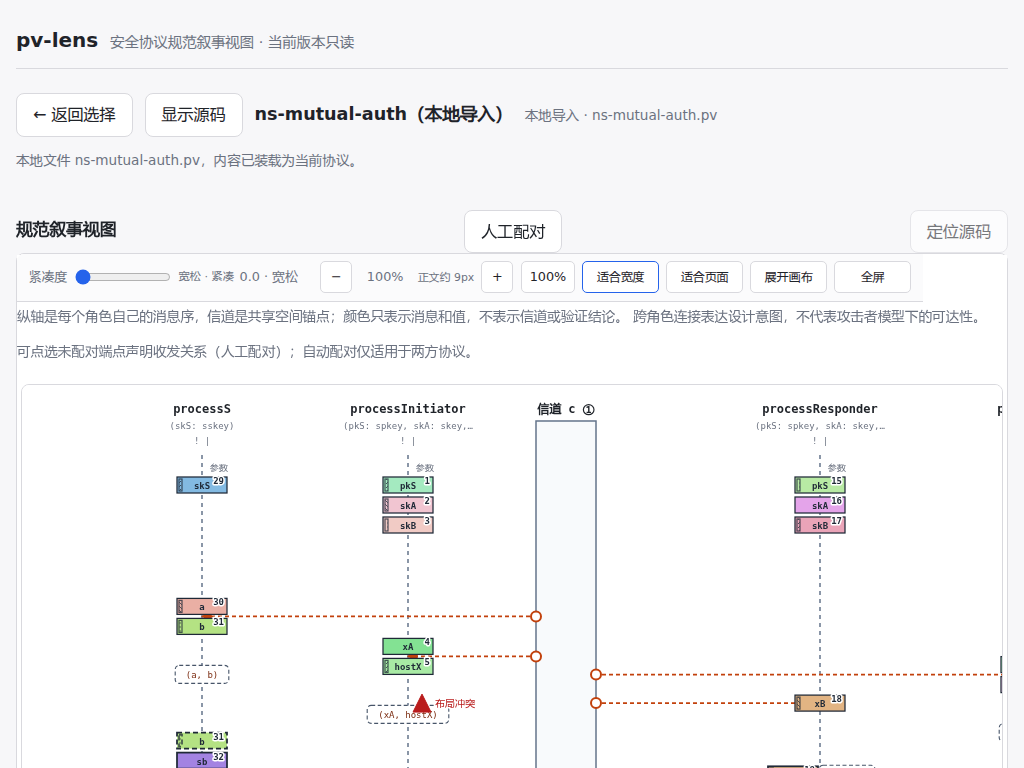 pv-lens 安全协议规范叙事视图 · 当前版本只读
← 返回选择 显示源码 ns-mutual-auth（本地导入） 本地导入 · ns-mutual-auth.pv
本地文件 ns-mutual-auth.pv，内容已装载为当前协议。
规范叙事视图 人工配对 定位源码
紧凑度 宽松 · 紧凑 0.0 · 宽松 − 100% 正文约 9px + 100% 适合宽度 适合页面 展开画布 全屏
纵轴是每个角色自己的消息序，信道是共享空间锚点；颜色只表示消息和值，不表示信道或验证结论。 跨角色连接表达设计意图，不代表攻击者模型下的可达性。
可点选未配对端点声明收发关系（人工配对）；自动配对仅适用于两方协议。
processS processInitiator 信道 c ① processResponder p
(skS: sskey) (pkS: spkey, skA: skey,… (pkS: spkey, skA: skey,…
! | ! | ! |
参数 参数 参数
skS 29 pkS 1 pkS 15
skA 2 skA 16
skB 3 skB 17
a 30
b 31
xA 4
hostX 5
(a, b)
布局冲突
xB 18
(xA, hostX)
b 31
sb 32